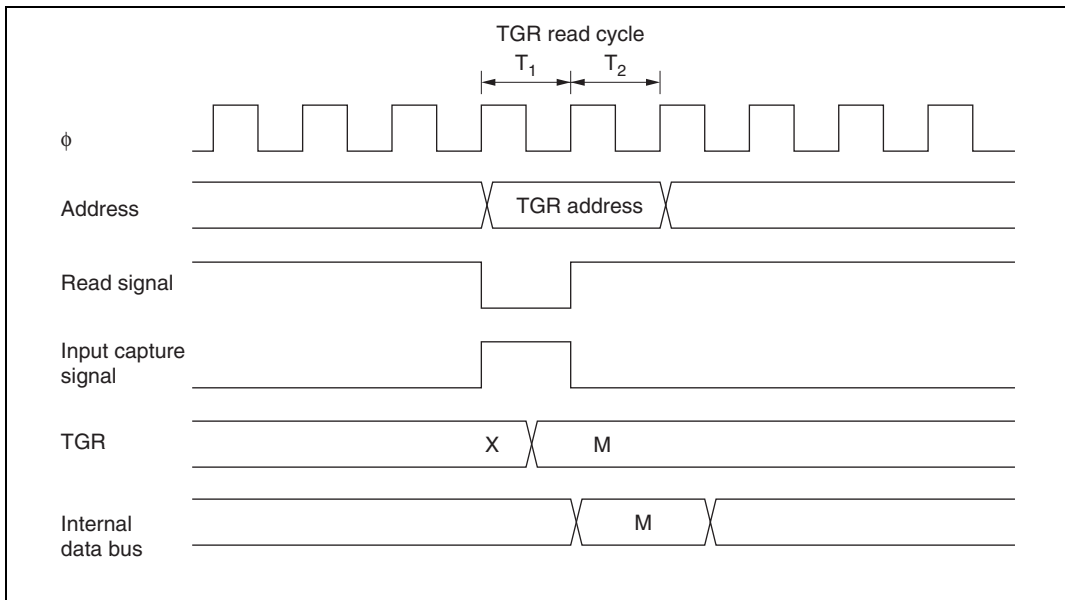 TGR read cycle
T1 T2
ϕ
Address
TGR address
Read signal
Input capture
signal
TGR
X M
Internal
data bus
M